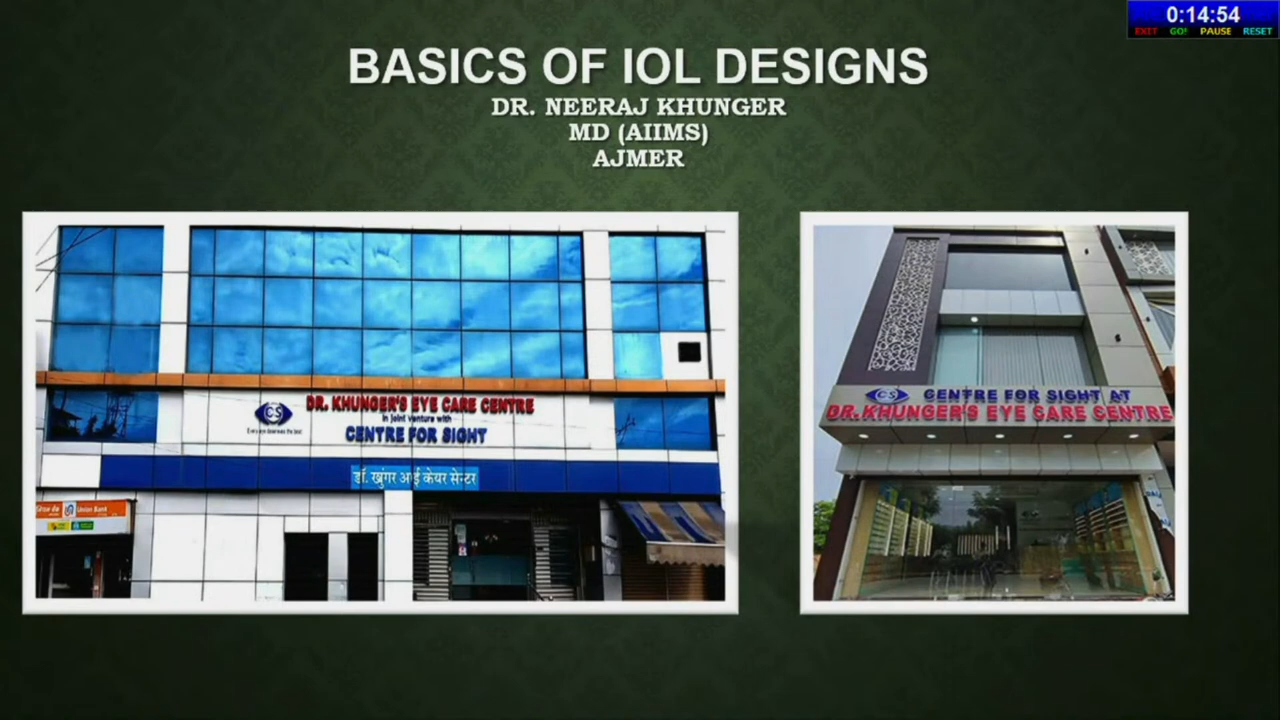 0:14:54
EXIT GO! PAUSE RESET
BASICS OF IOL DESIGNS
DR. NEERAJ KHUNGER
MD (AIIMS)
AJMER
CS
DR. KHUNGER'S EYE CARE CENTRE
In Joint Venture with
CENTRE FOR SIGHT
डॉ. खुंगर आई केयर सेन्टर
Union Bank
CS
CENTRE FOR SIGHT AT
DR. KHUNGER'S EYE CARE CENTRE